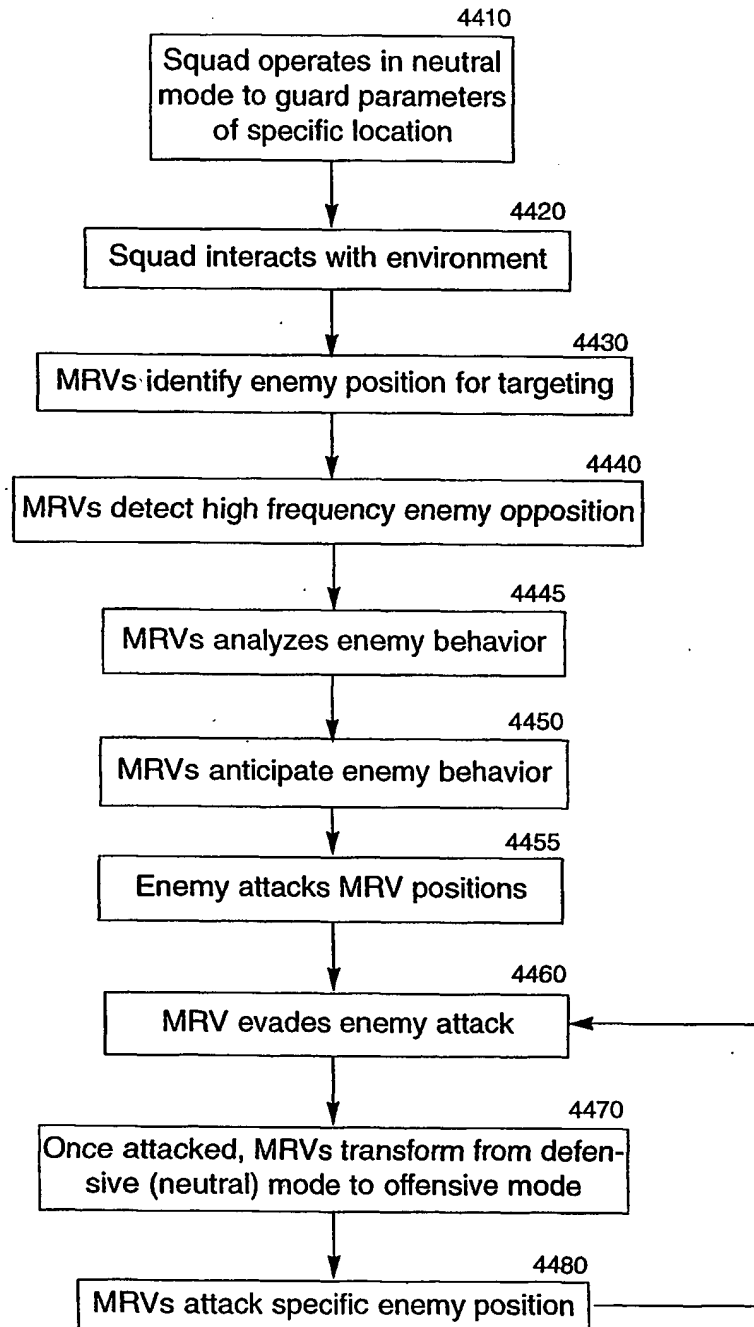 4410
Squad operates in neutral
mode to guard parameters
of specific location
4420
Squad interacts with environment
4430
MRVs identify enemy position for targeting
4440
MRVs detect high frequency enemy opposition
4445
MRVs analyzes enemy behavior
4450
MRVs anticipate enemy behavior
4455
Enemy attacks MRV positions
4460
MRV evades enemy attack
4470
Once attacked, MRVs transform from defen-
sive (neutral) mode to offensive mode
4480
MRVs attack specific enemy position